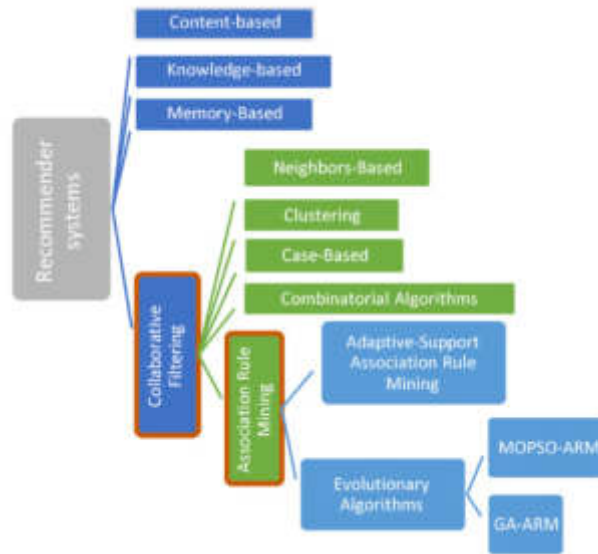 Content-based
Knowledge-based
Memory-Based
Recommender
systems
Neighbors-Based
Clustering
Case-Based
Combinatorial Algorithms
Collaborative
Filtering
Association Rule
Mining
Adaptive-Support
Association Rule
Mining
Evolutionary
Algorithms
MOPSO-ARM
GA-ARM